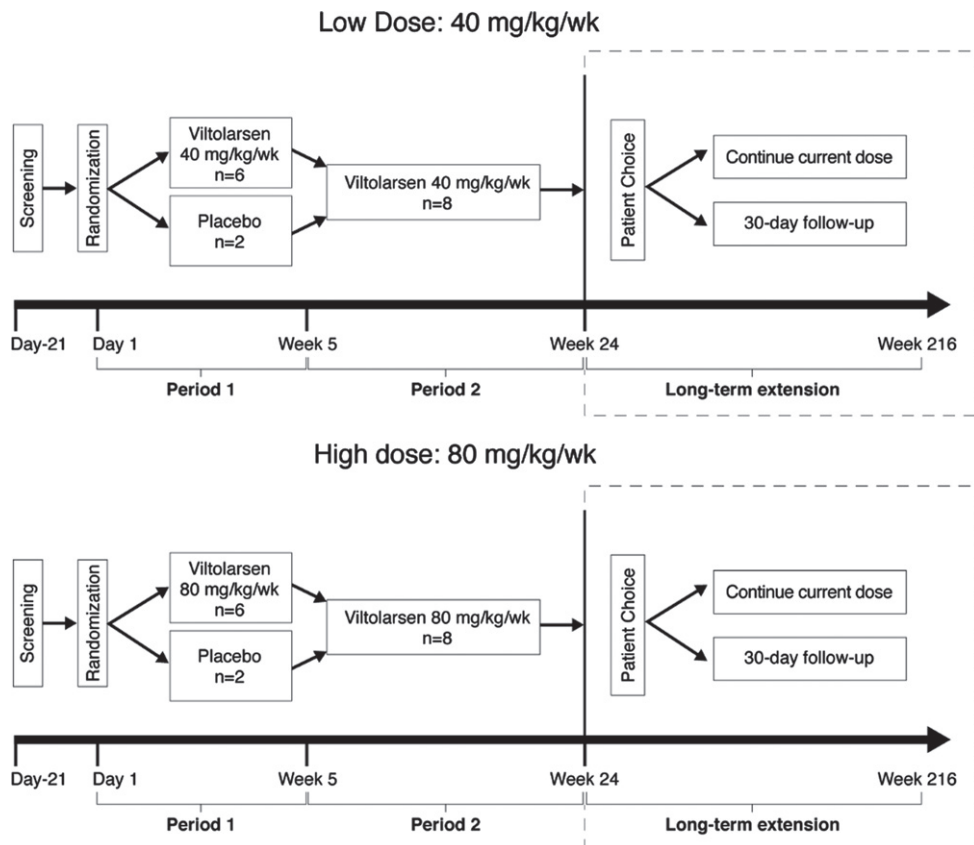 Low Dose: 40 mg/kg/wk
Screening
Randomization
Viltolarsen
40 mg/kg/wk
n=6
Placebo
n=2
Viltolarsen 40 mg/kg/wk
n=8
Patient Choice
Continue current dose
30-day follow-up
Day-21
Day 1
Week 5
Week 24
Week 216
Period 1
Period 2
Long-term extension
High dose: 80 mg/kg/wk
Screening
Randomization
Viltolarsen
80 mg/kg/wk
n=6
Placebo
n=2
Viltolarsen 80 mg/kg/wk
n=8
Patient Choice
Continue current dose
30-day follow-up
Day-21
Day 1
Week 5
Week 24
Week 216
Period 1
Period 2
Long-term extension